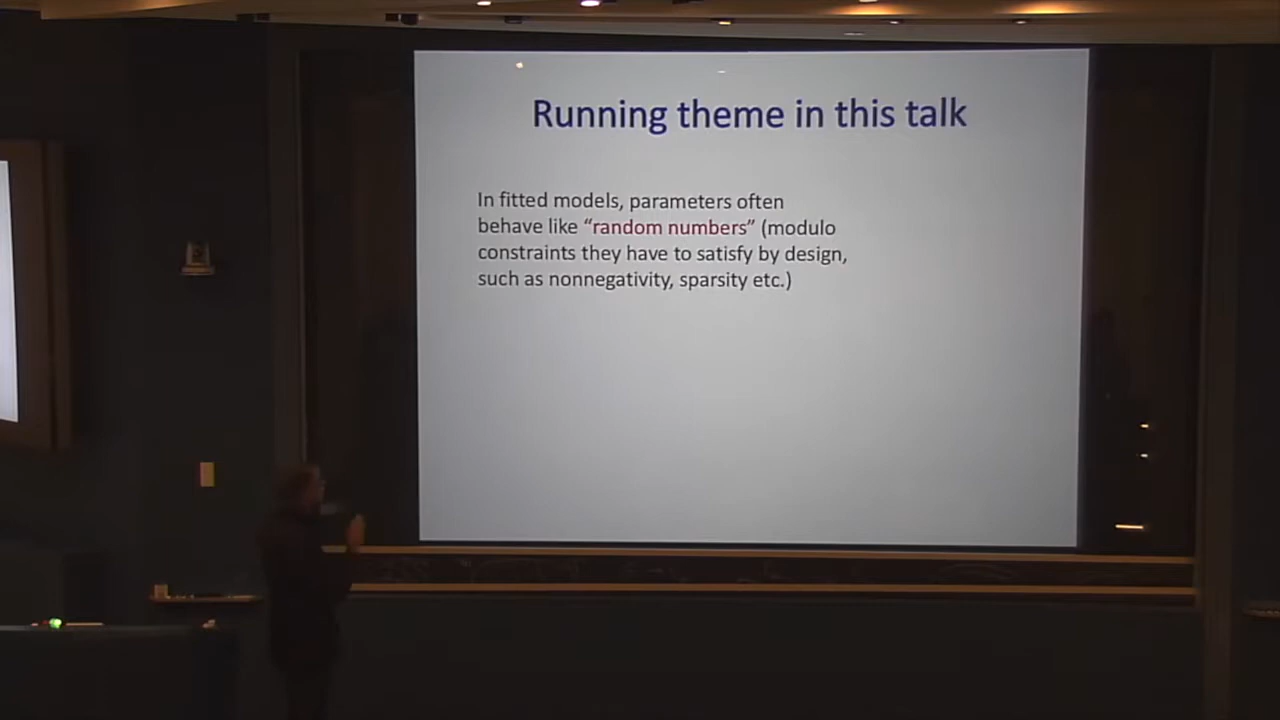 Running theme in this talk
In fitted models, parameters often
behave like “random numbers” (modulo
constraints they have to satisfy by design,
such as nonnegativity, sparsity etc.)